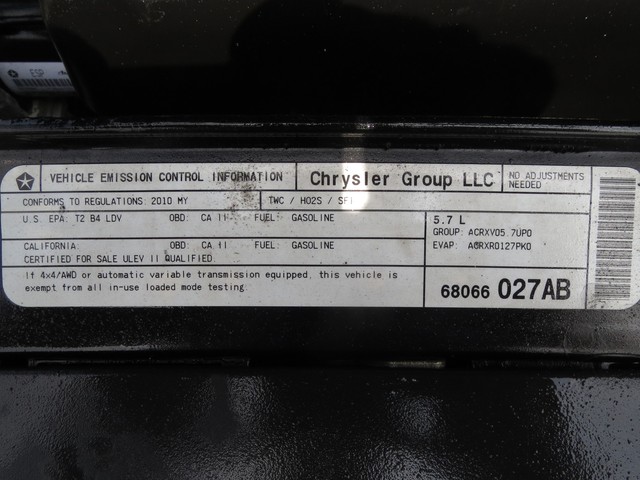 ESP
VEHICLE EMISSION CONTROL INFORMATION
Chrysler Group LLC
NO ADJUSTMENTS
NEEDED
CONFORMS TO REGULATIONS: 2010 MY
TWC / HO2S / SFI
U.S. EPA: T2 B4 LDV OBD: CA II FUEL: GASOLINE
CALIFORNIA: OBD: CA II FUEL: GASOLINE
CERTIFIED FOR SALE ULEV II QUALIFIED.
5.7 L
GROUP: ACRXV05.7UP0
EVAP: ACRXR0127PK0
If 4x4/AWD or automatic variable transmission equipped, this vehicle is
exempt from all in-use loaded mode testing.
68066 027AB